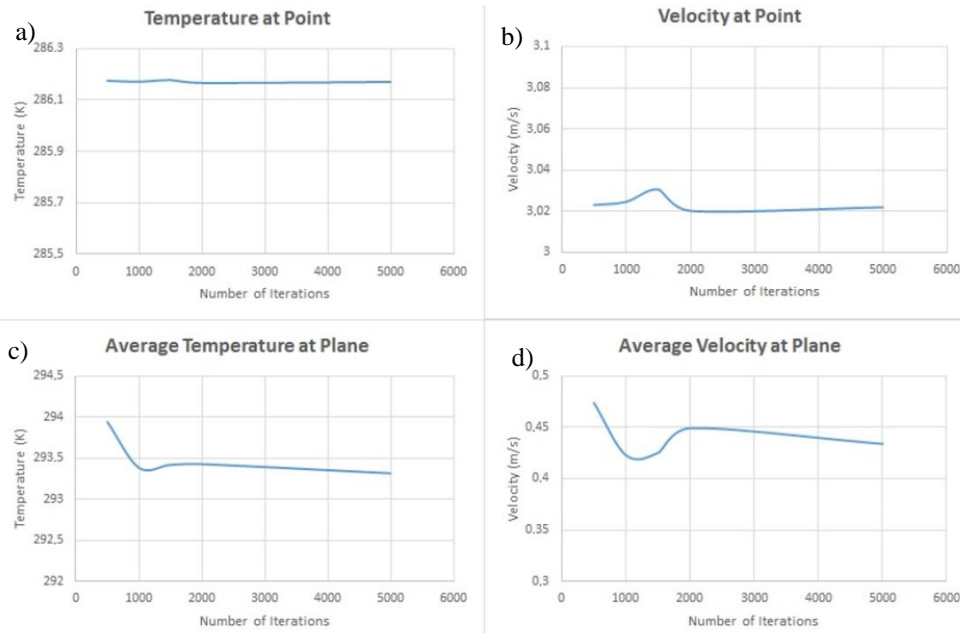 a)
Temperature at Point
286,3
286,1
285,9
285,7
285,5
Temperature (K)
0 1000 2000 3000 4000 5000 6000
Number of Iterations
b)
Velocity at Point
3,1
3,08
3,06
3,04
3,02
3
Velocity (m/s)
0 1000 2000 3000 4000 5000 6000
Number of Iterations
c)
Average Temperature at Plane
294,5
294
293,5
293
292,5
292
Temperature (K)
0 1000 2000 3000 4000 5000 6000
Number of Iterations
d)
Average Velocity at Plane
0,5
0,45
0,4
0,35
0,3
Velocity (m/s)
0 1000 2000 3000 4000 5000 6000
Number of Iterations